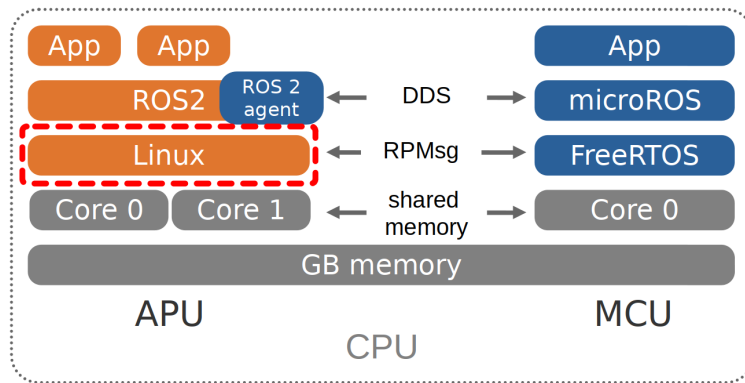 App App App
ROS2 ROS 2
agent DDS microROS
Linux RPMsg FreeRTOS
Core 0 Core 1 shared
memory Core 0
GB memory
APU MCU
CPU